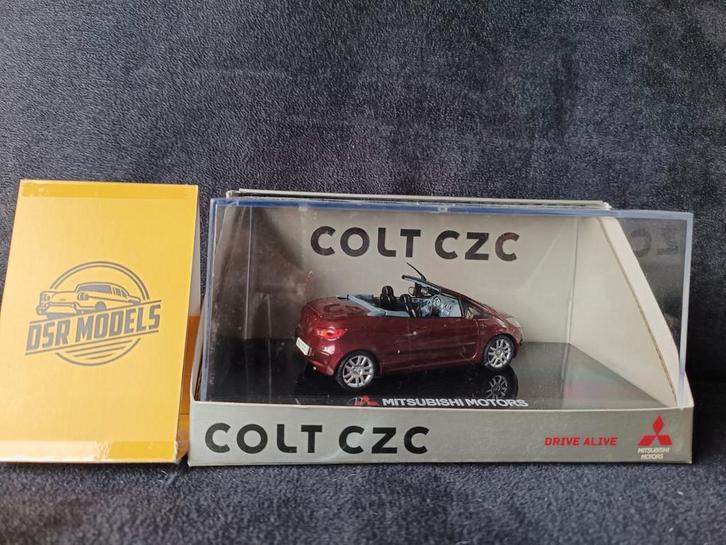 DSR MODELS
COLT CZC
MITSUBISHI MOTORS
COLT CZC
DRIVE ALIVE
MITSUBISHI
MOTORS